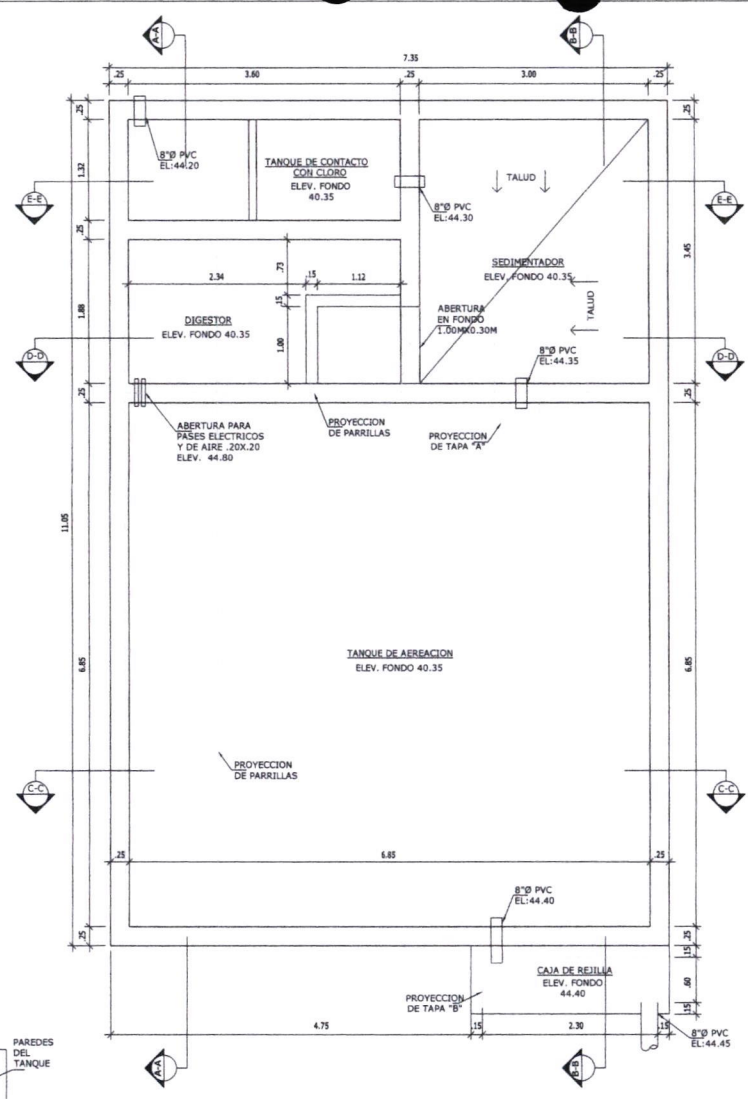 A-A
B-B
7.35
.25
3.60
.25
3.00
.25
.25
1.32
.25
1.88
.25
11.05
6.85
.25
8"Ø PVC
EL:44.20
TANQUE DE CONTACTO
CON CLORO
ELEV. FONDO
40.35
TALUD
8"Ø PVC
EL:44.30
.25
3.45
.25
6.85
.25
E-E
E-E
2.34
.73
.15
1.12
.15
1.00
DIGESTOR
ELEV. FONDO 40.35
SEDIMENTADOR
ELEV. FONDO 40.35
TALUD
ABERTURA
EN FONDO
1.00MX0.30M
D-D
D-D
8"Ø PVC
EL:44.35
ABERTURA PARA
PASES ELECTRICOS
Y DE AIRE .20X.20
ELEV. 44.80
PROYECCION
DE PARRILLAS
PROYECCION
DE TAPA "A"
TANQUE DE AEREACION
ELEV. FONDO 40.35
PROYECCION
DE PARRILLAS
C-C
C-C
.25
6.85
.25
8"Ø PVC
EL:44.40
.15
.60
.15
CAJA DE REJILLA
ELEV. FONDO
44.40
PROYECCION
DE TAPA "B"
4.75
.15
2.30
.15
8"Ø PVC
EL:44.45
PAREDES
DEL
TANQUE
A-A
B-B